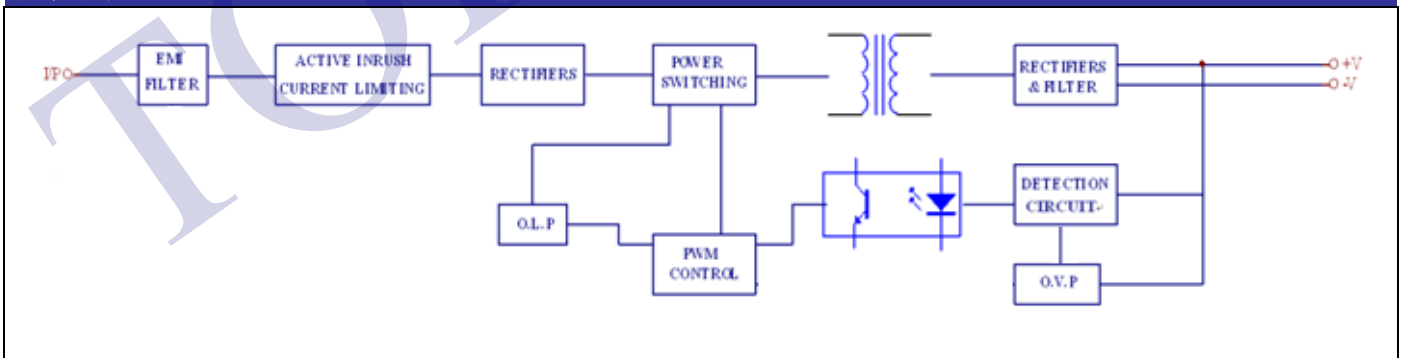 I/P
EMI
FILTER
ACTIVE INRUSH
CURRENT LIMITING
RECTIFIERS
POWER
SWITCHING
RECTIFIERS
& FILTER
+V
-V
O.L.P
PWM
CONTROL
DETECTION
CIRCUIT
O.V.P